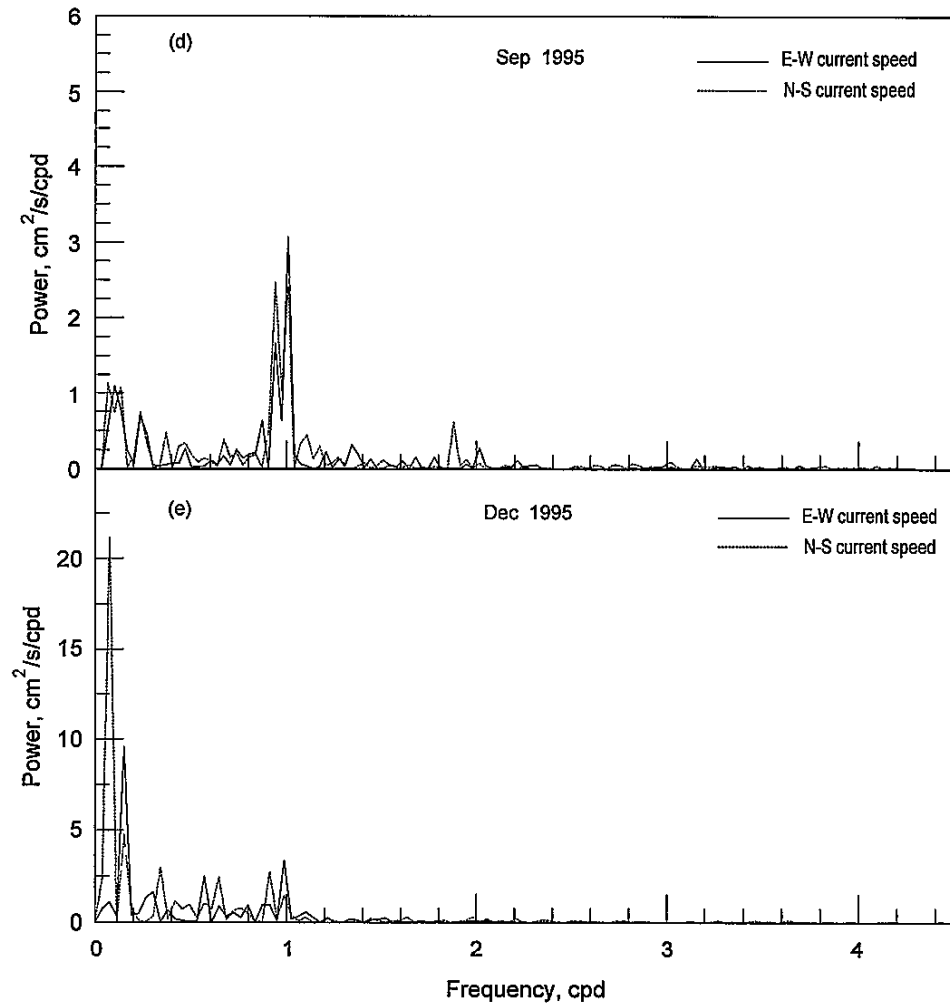 6
(d)
Sep 1995
E-W current speed
N-S current speed
5
4
3
2
1
0
Power, cm²/s/cpd
(e)
Dec 1995
E-W current speed
N-S current speed
20
15
10
5
0
Power, cm²/s/cpd
0 1 2 3 4
Frequency, cpd